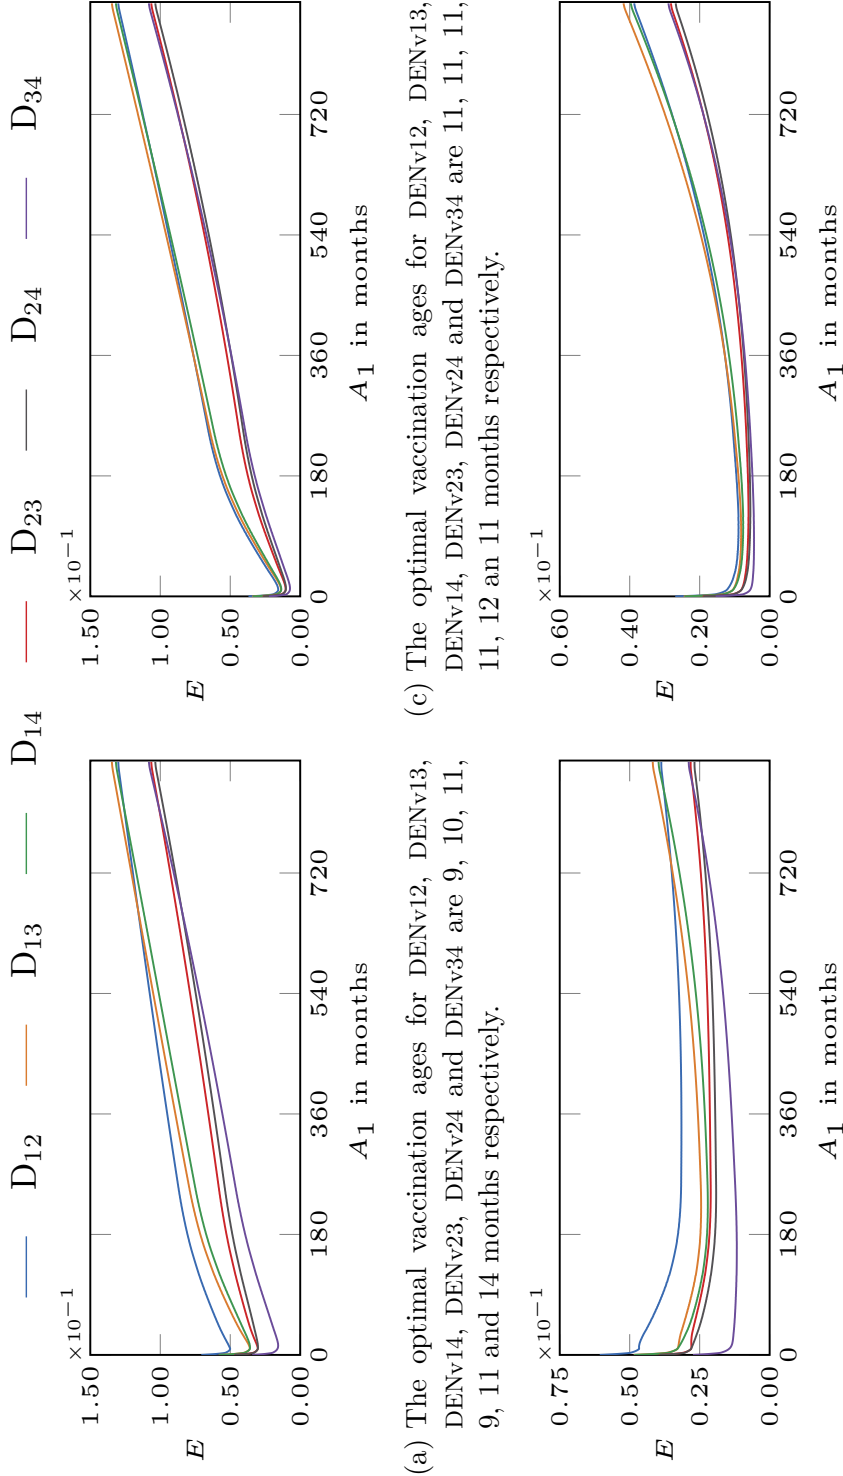 D12 D13 D14 D23 D24 D34
×10−1
1.50
1.00
0.50
0.00
E
0 180 360 540 720
A1 in months
(a) The optimal vaccination ages for DENv12, DENv13,
DENv14, DENv23, DENv24 and DENv34 are 9, 10, 11,
9, 11 and 14 months respectively.
×10−1
1.50
1.00
0.50
0.00
E
0 180 360 540 720
A1 in months
(c) The optimal vaccination ages for DENv12, DENv13,
DENv14, DENv23, DENv24 and DENv34 are 11, 11, 11,
11, 12 an 11 months respectively.
×10−1
0.75
0.50
0.25
0.00
E
0 180 360 540 720
A1 in months
×10−1
0.60
0.40
0.20
0.00
E
0 180 360 540 720
A1 in months